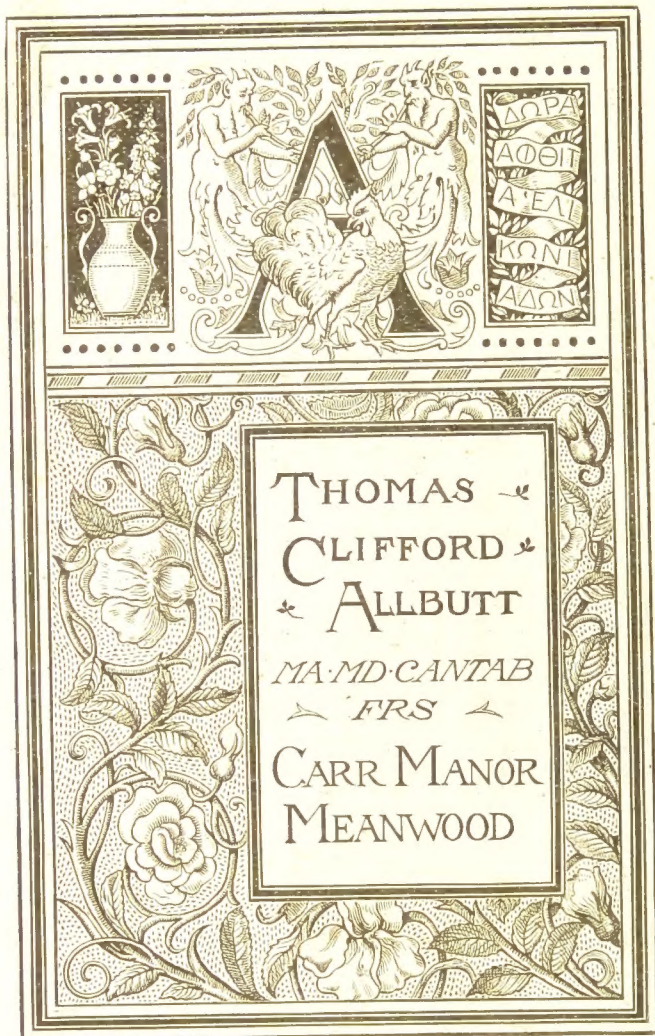 A
ΔΩΡΑ
ΑΦΘΙΤ
Α ΕΛΙ
ΚΩΝΙ
ΑΔΩΝ
THOMAS
CLIFFORD
ALLBUTT
MA·MD·CANTAB
FRS
CARR MANOR
MEANWOOD